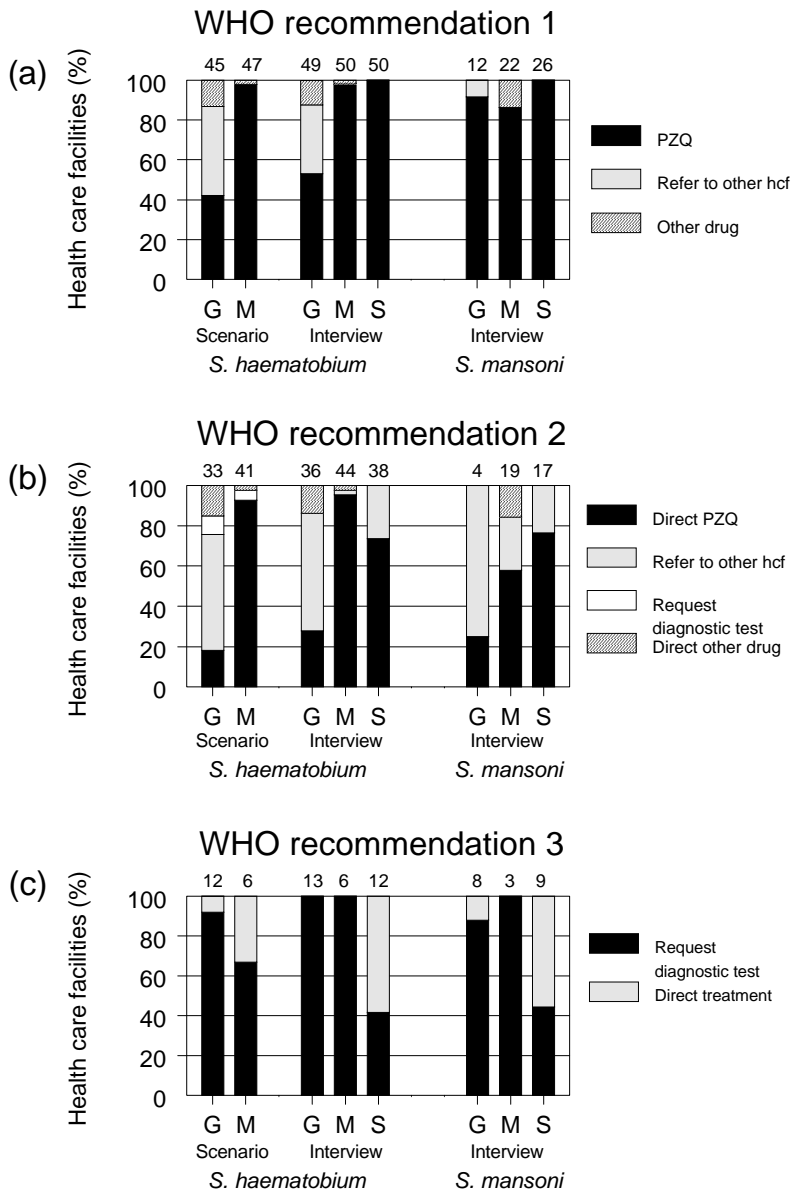 WHO recommendation 1
(a)
45 47 49 50 50 12 22 26
Health care facilities (%)
100
80
60
40
20
0
G M G M S G M S
Scenario Interview Interview
S. haematobium S. mansoni
PZQ
Refer to other hcf
Other drug
WHO recommendation 2
(b)
33 41 36 44 38 4 19 17
Health care facilities (%)
100
80
60
40
20
0
G M G M S G M S
Scenario Interview Interview
S. haematobium S. mansoni
Direct PZQ
Refer to other hcf
Request
diagnostic test
Direct other drug
WHO recommendation 3
(c)
12 6 13 6 12 8 3 9
Health care facilities (%)
100
80
60
40
20
0
G M G M S G M S
Scenario Interview Interview
S. haematobium S. mansoni
Request
diagnostic test
Direct treatment